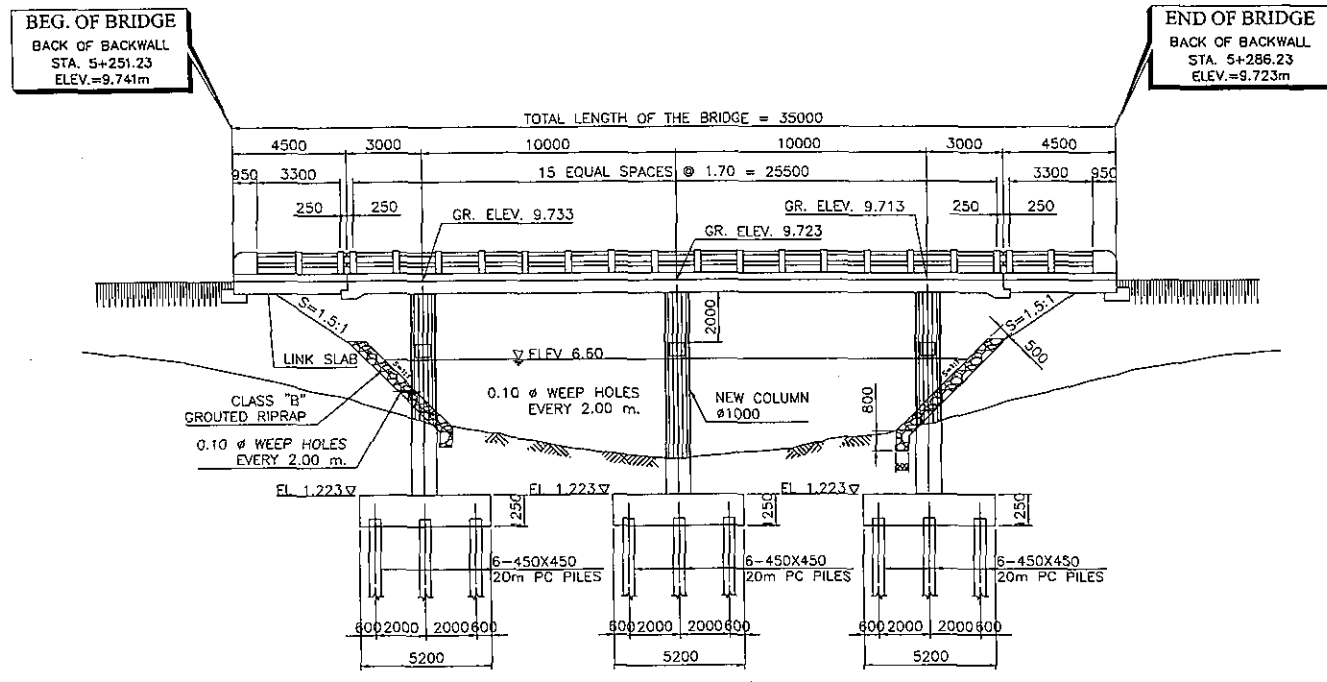 BEG. OF BRIDGE
BACK OF BACKWALL
STA. 5+251.23
ELEV.=9.741m
END OF BRIDGE
BACK OF BACKWALL
STA. 5+286.23
ELEV.=9.723m
TOTAL LENGTH OF THE BRIDGE = 35000
4500
3000
10000
10000
3000
4500
950
3300
15 EQUAL SPACES @ 1.70 = 25500
3300
950
250
250
250
250
GR. ELEV. 9.733
GR. ELEV. 9.713
GR. ELEV. 9.723
S=1.5:1
S=1.5:1
2000
500
LINK SLAB
ELEV 6.50
CLASS "B"
GROUTED RIPRAP
0.10 ø WEEP HOLES
EVERY 2.00 m.
0.10 ø WEEP HOLES
EVERY 2.00 m.
NEW COLUMN
ø1000
800
EL 1.223
EL 1.223
EL 1.223
1250
1250
1250
6-450X450
20m PC PILES
6-450X450
20m PC PILES
6-450X450
20m PC PILES
600
2000
2000
600
600
2000
2000
600
600
2000
2000
600
5200
5200
5200